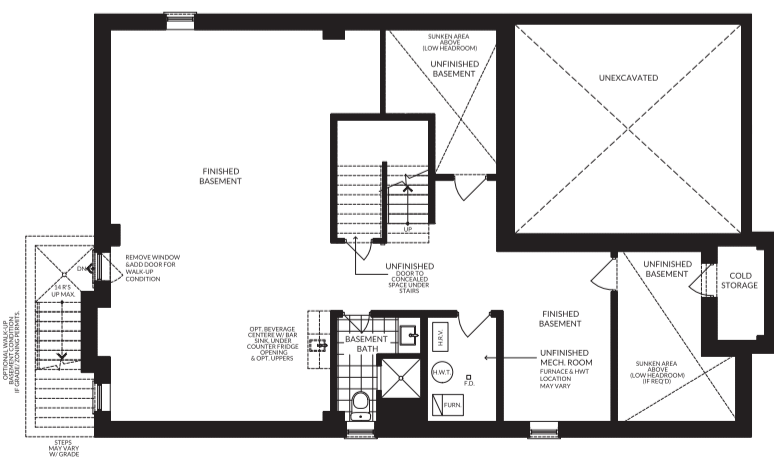 SUNKEN AREA
ABOVE
(LOW HEADROOM)
UNFINISHED
BASEMENT
UNEXCAVATED
FINISHED
BASEMENT
UP
REMOVE WINDOW
&ADD DOOR FOR
WALK-UP
CONDITION
DN
14 R'S
UP MAX.
OPTIONAL WALK-UP
BASEMENT CONDITION
IF GRADE/ ZONING PERMITS.
STEPS
MAY VARY
W/ GRADE
UNFINISHED
DOOR TO
CONCEALED
SPACE UNDER
STAIRS
UNFINISHED
BASEMENT
COLD
STORAGE
OPT. BEVERAGE
CENTERE W/ BAR
SINK, UNDER
COUNTER FRIDGE
OPENING
& OPT. UPPERS
BASEMENT
BATH
H.R.V.
H.W.T.
F.D.
FURN.
FINISHED
BASEMENT
UNFINISHED
MECH. ROOM
FURNACE & HWT
LOCATION
MAY VARY
SUNKEN AREA
ABOVE
(LOW HEADROOM)
(IF REQ'D)